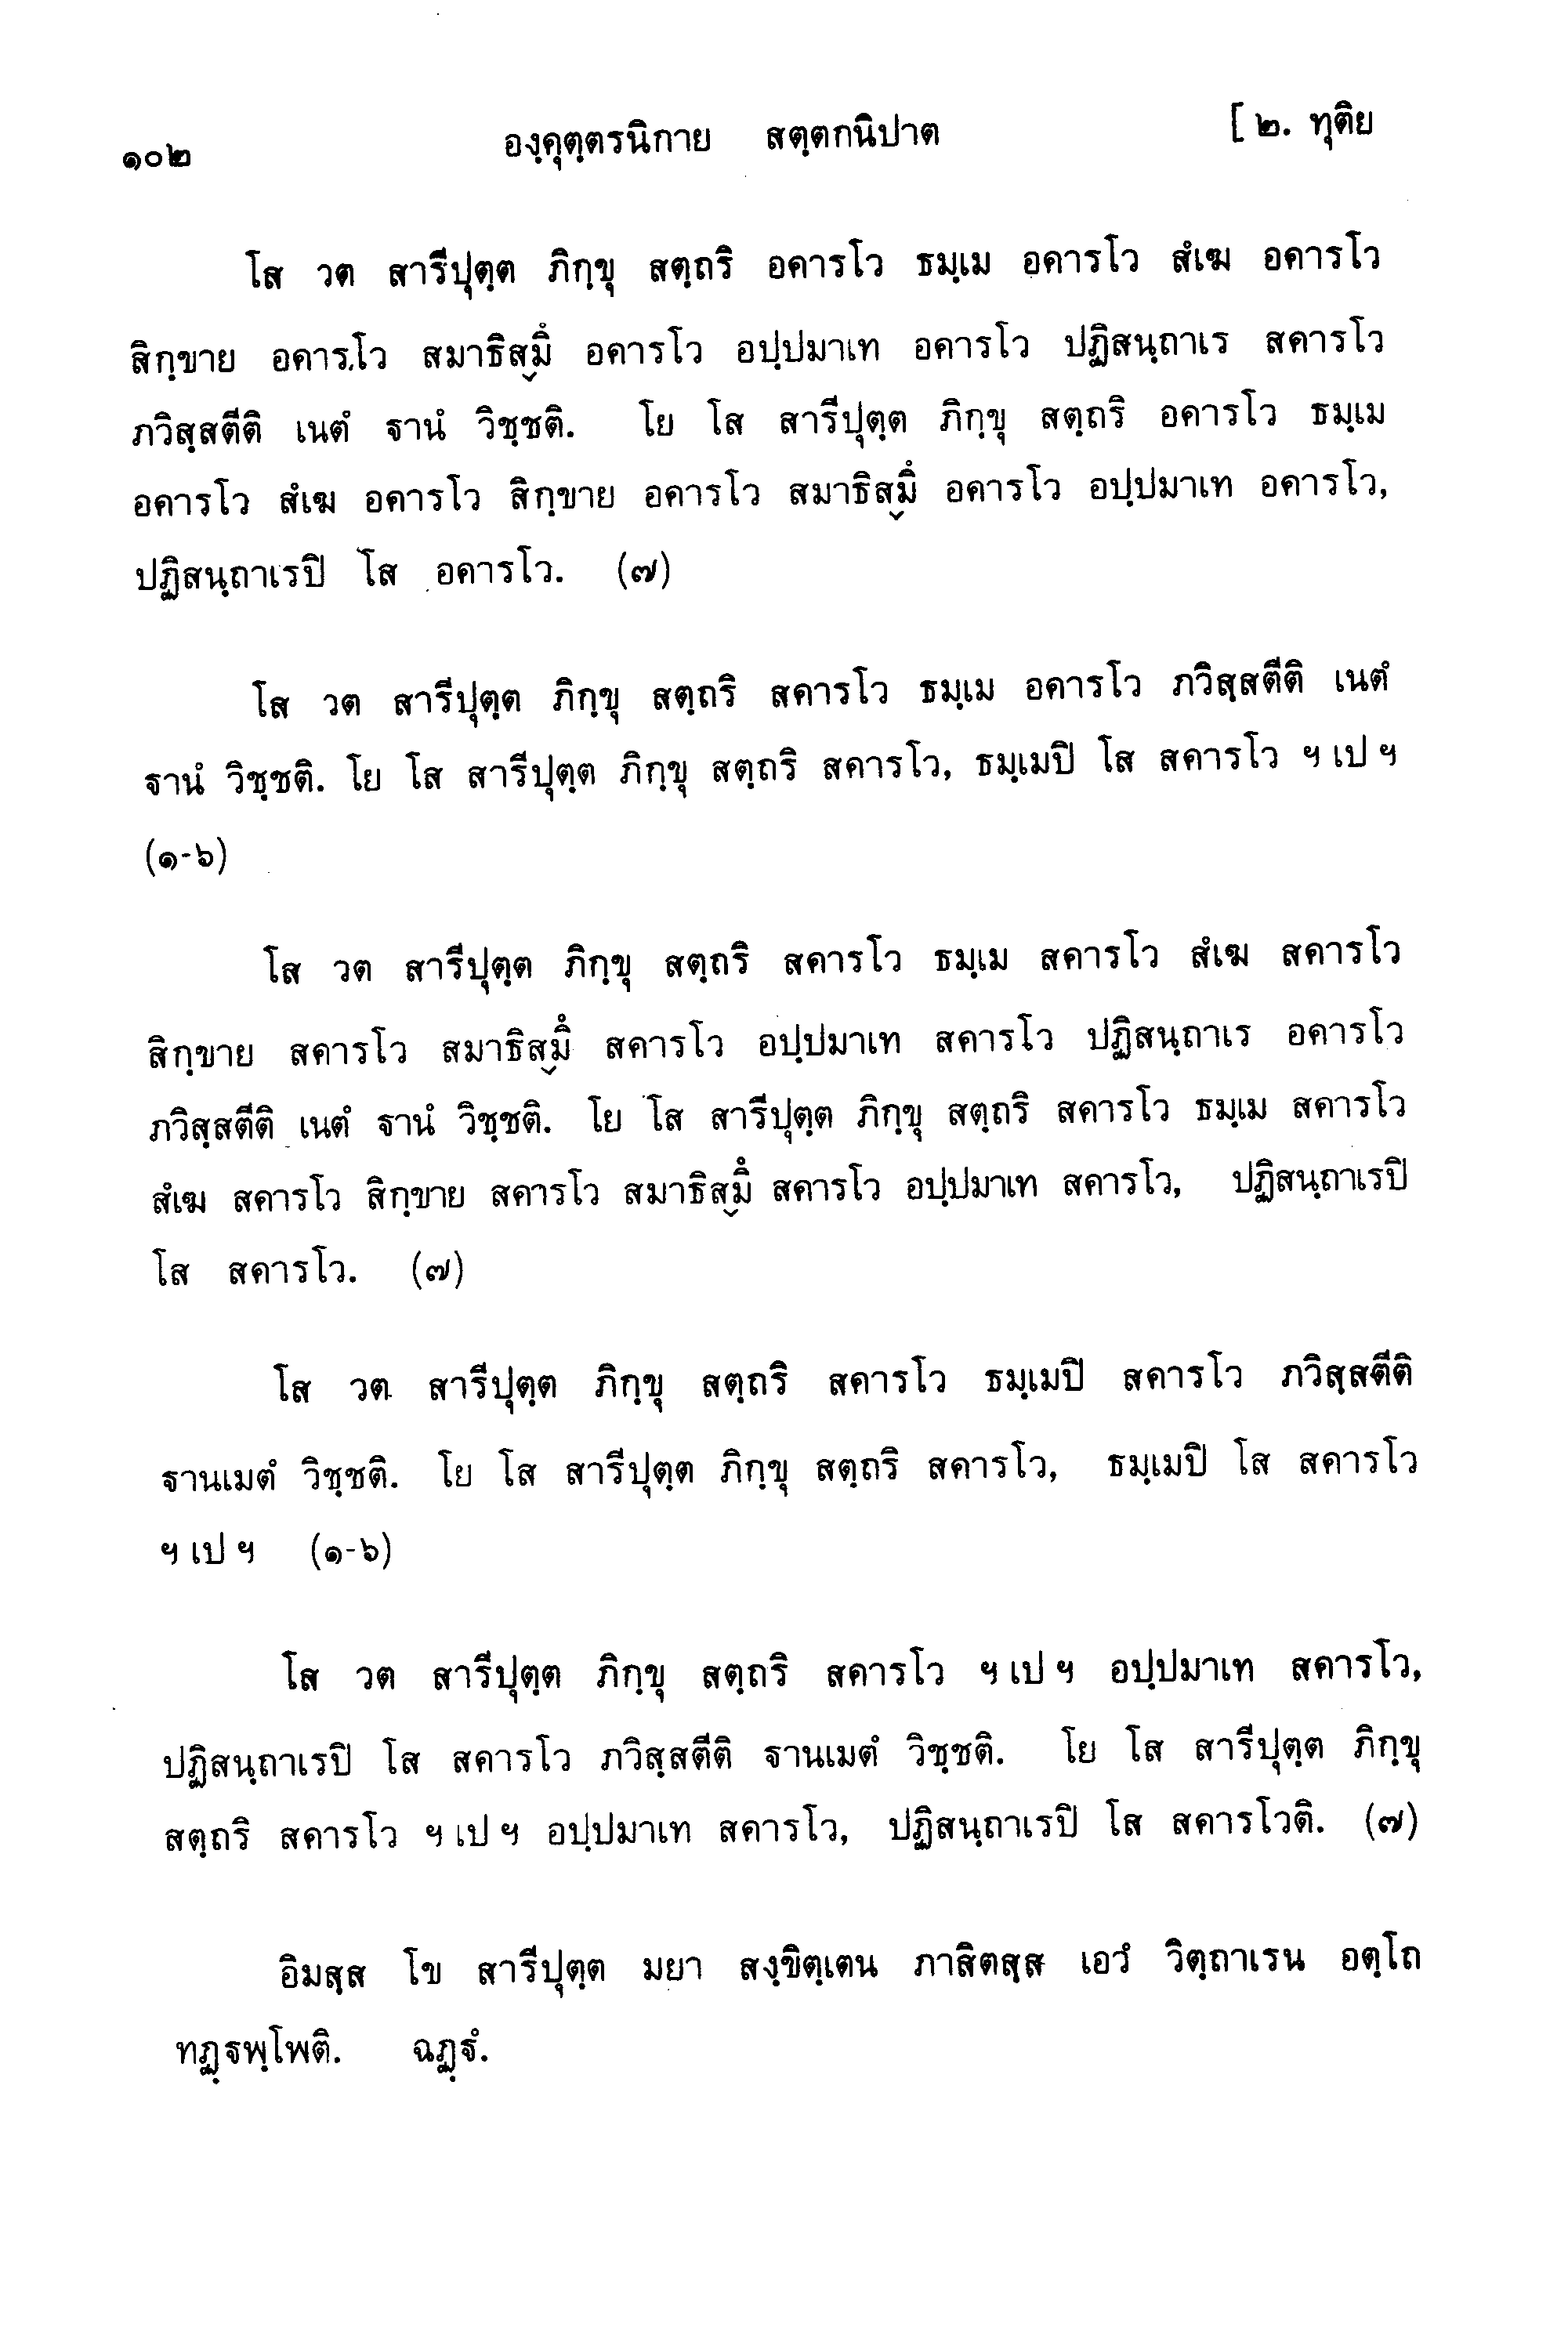 ๑๐๒ องฺคุตฺตรนิกาย สตฺตกนิปาต [ ๒. ทุติย
โส วต สารีปุตฺต ภิกฺขุ สตฺถริ อคารโว ธมฺเม อคารโว สํเฆ อคารโว
สิกฺขาย อคารโว สมาธิสฺมึ อคารโว อปฺปมาเท อคารโว ปฏิสนฺถาเร สคารโว
ภวิสฺสตีติ เนตํ ฐานํ วิชฺชติ. โย โส สารีปุตฺต ภิกฺขุ สตฺถริ อคารโว ธมฺเม
อคารโว สํเฆ อคารโว สิกฺขาย อคารโว สมาธิสฺมึ อคารโว อปฺปมาเท อคารโว,
ปฏิสนฺถาเรปิ โส อคารโว. (๗)
โส วต สารีปุตฺต ภิกฺขุ สตฺถริ สคารโว ธมฺเม อคารโว ภวิสฺสตีติ เนตํ
ฐานํ วิชฺชติ. โย โส สารีปุตฺต ภิกฺขุ สตฺถริ สคารโว, ธมฺเมปิ โส สคารโว ฯ เป ฯ
(๑-๖)
โส วต สารีปุตฺต ภิกฺขุ สตฺถริ สคารโว ธมฺเม สคารโว สํเฆ สคารโว
สิกฺขาย สคารโว สมาธิสฺมึ สคารโว อปฺปมาเท สคารโว ปฏิสนฺถาเร อคารโว
ภวิสฺสตีติ เนตํ ฐานํ วิชฺชติ. โย โส สารีปุตฺต ภิกฺขุ สตฺถริ สคารโว ธมฺเม สคารโว
สํเฆ สคารโว สิกฺขาย สคารโว สมาธิสฺมึ สคารโว อปฺปมาเท สคารโว, ปฏิสนฺถาเรปิ
โส สคารโว. (๗)
โส วต สารีปุตฺต ภิกฺขุ สตฺถริ สคารโว ธมฺเมปิ สคารโว ภวิสฺสตีติ
ฐานเมตํ วิชฺชติ. โย โส สารีปุตฺต ภิกฺขุ สตฺถริ สคารโว, ธมฺเมปิ โส สคารโว
ฯ เป ฯ (๑-๖)
โส วต สารีปุตฺต ภิกฺขุ สตฺถริ สคารโว ฯ เป ฯ อปฺปมาเท สคารโว,
ปฏิสนฺถาเรปิ โส สคารโว ภวิสฺสตีติ ฐานเมตํ วิชฺชติ. โย โส สารีปุตฺต ภิกฺขุ
สตฺถริ สคารโว ฯ เป ฯ อปฺปมาเท สคารโว, ปฏิสนฺถาเรปิ โส สคารโวติ. (๗)
อิมสฺส โข สารีปุตฺต มยา สงฺขิตฺเตน ภาสิตสฺส เอวํ วิตฺถาเรน อตฺโถ
ทฏฺฐพฺโพติ. ฉฏฺฐํ.